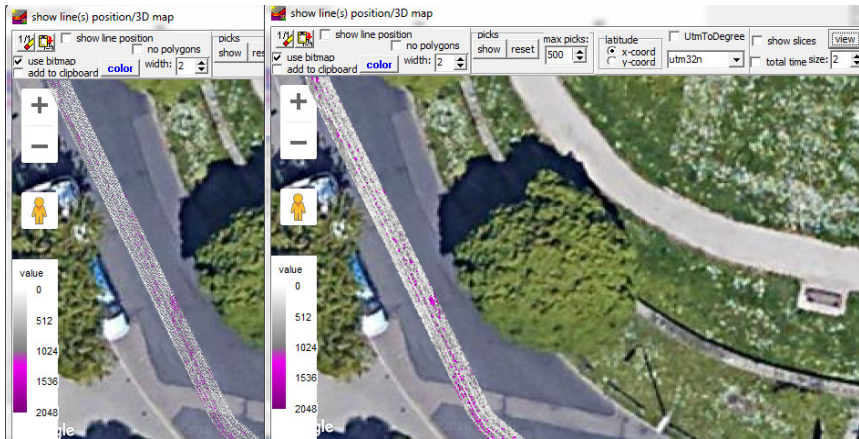 show line(s) position/3D map
show line position
no polygons
use bitmap
add to clipboard
color
width:
2
picks
show
value
0
512
1024
1536
2048
gle
show line(s) position/3D map
show line position
no polygons
use bitmap
add to clipboard
color
width:
2
picks
show
reset
max picks:
500
latitude
x-coord
y-coord
UtmToDegree
utm32n
show slices
total time
view
size:
2
value
0
512
1024
1536
2048
gle